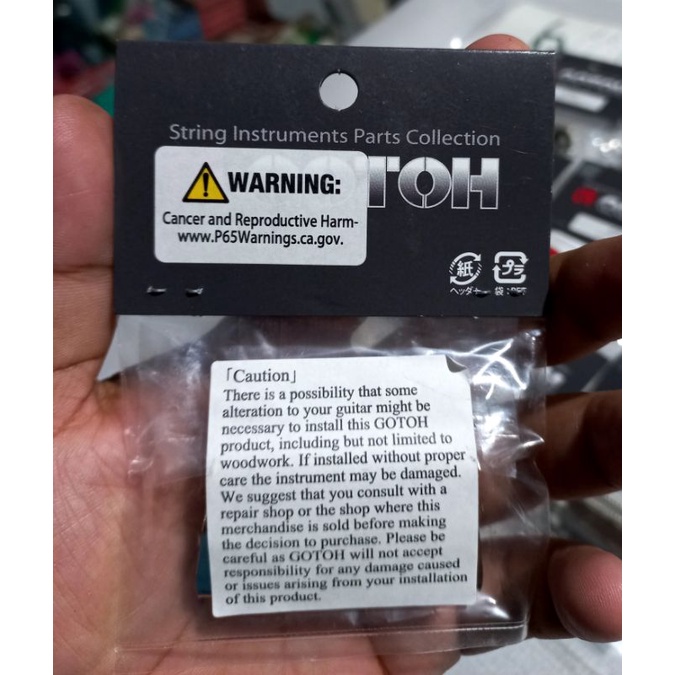 String Instruments Parts Collection
GOTOH
WARNING:
Cancer and Reproductive Harm-
www.P65Warnings.ca.gov.
紙 プラ
ヘッダー 袋:PET
「Caution」
There is a possibility that some
alteration to your guitar might be
necessary to install this GOTOH
product, including but not limited to
woodwork. If installed without proper
care the instrument may be damaged.
We suggest that you consult with a
repair shop or the shop where this
merchandise is sold before making
the decision to purchase. Please be
careful as GOTOH will not accept
responsibility for any damage caused
or issues arising from your installation
of this product.